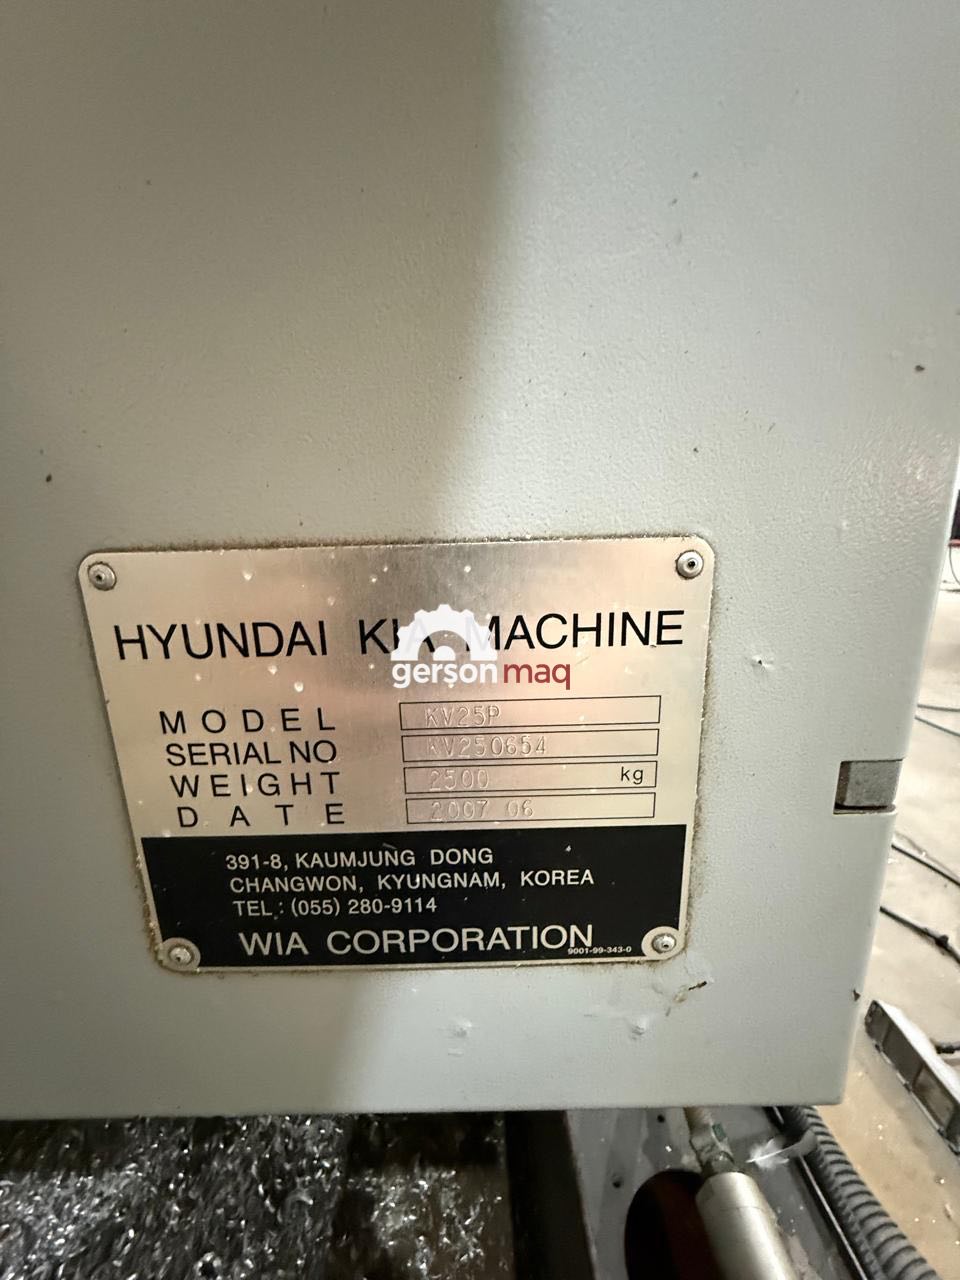 HYUNDAI KIA MACHINE
gerson maq
MODEL KV25P
SERIAL NO KV250654
WEIGHT 2500 kg
DATE 2007 06
391-8, KAUMJUNG DONG
CHANGWON, KYUNGNAM, KOREA
TEL : (055) 280-9114
WIA CORPORATION
9001-99-343-0